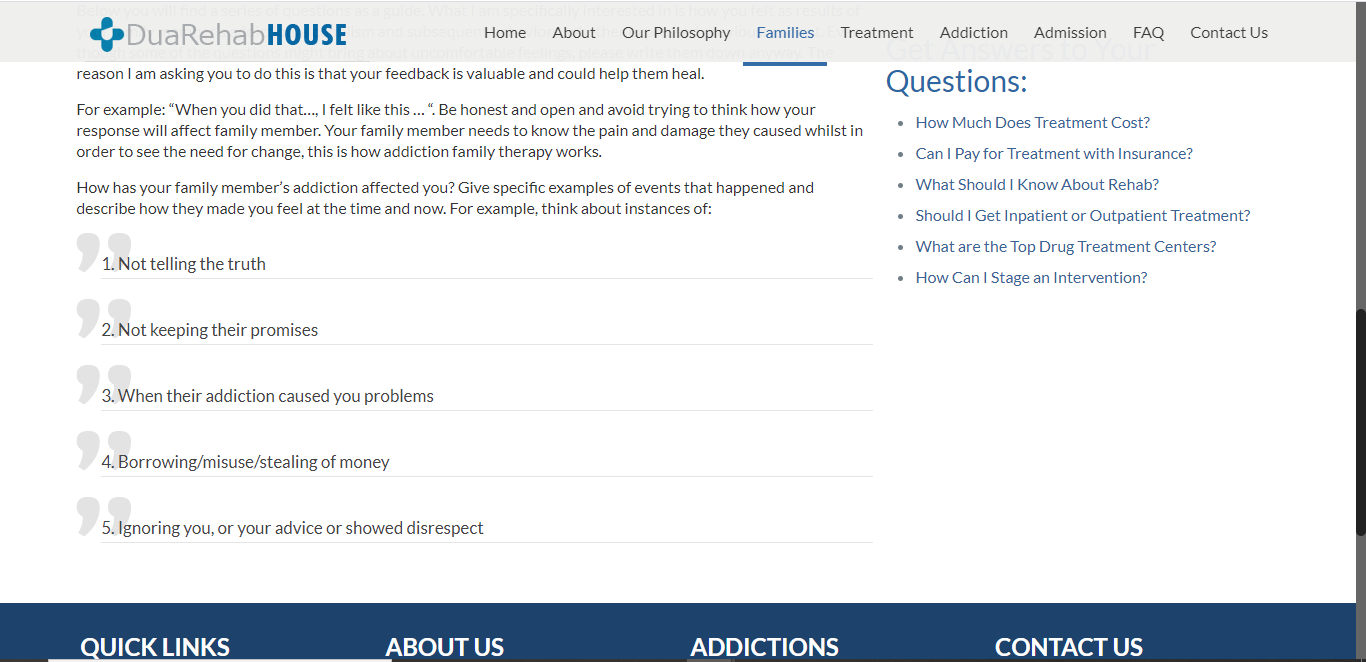 Below you will find a series of questions as a guide. What I am specifically interested in is how you felt as results of
DuaRehabHOUSE
Home
About
Our Philosophy
Families
Treatment
Addiction
Admission
FAQ
Contact Us
reason I am asking you to do this is that your feedback is valuable and could help them heal.
For example: “When you did that…, I felt like this … “. Be honest and open and avoid trying to think how your
response will affect family member. Your family member needs to know the pain and damage they caused whilst in
order to see the need for change, this is how addiction family therapy works.
How has your family member’s addiction affected you? Give specific examples of events that happened and
describe how they made you feel at the time and now. For example, think about instances of:
1. Not telling the truth
2. Not keeping their promises
3. When their addiction caused you problems
4. Borrowing/misuse/stealing of money
5. Ignoring you, or your advice or showed disrespect
Get Answers to Your
Questions:
How Much Does Treatment Cost?
Can I Pay for Treatment with Insurance?
What Should I Know About Rehab?
Should I Get Inpatient or Outpatient Treatment?
What are the Top Drug Treatment Centers?
How Can I Stage an Intervention?
QUICK LINKS
ABOUT US
ADDICTIONS
CONTACT US